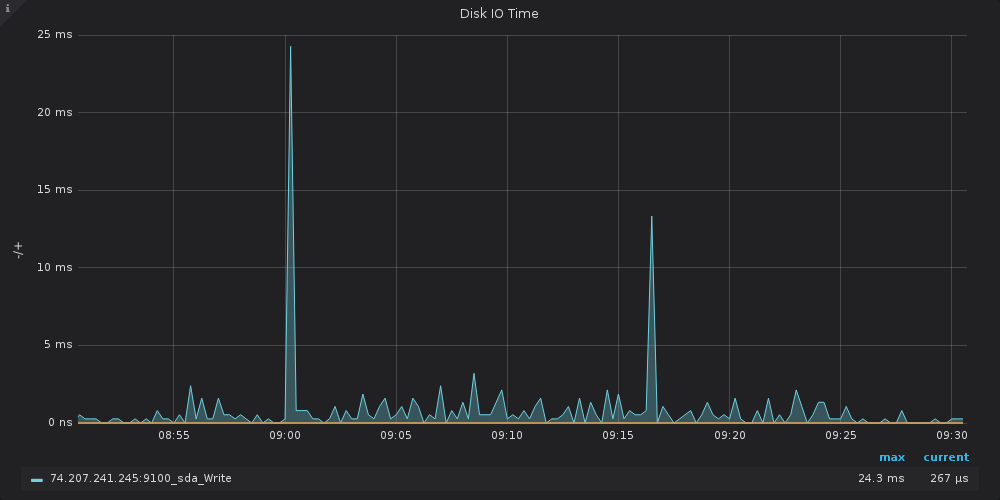 i
Disk IO Time
25 ms
20 ms
15 ms
10 ms
5 ms
0 ns
-/+
08:55 09:00 09:05 09:10 09:15 09:20 09:25 09:30
max current
74.207.241.245:9100_sda_Write 24.3 ms 267 µs